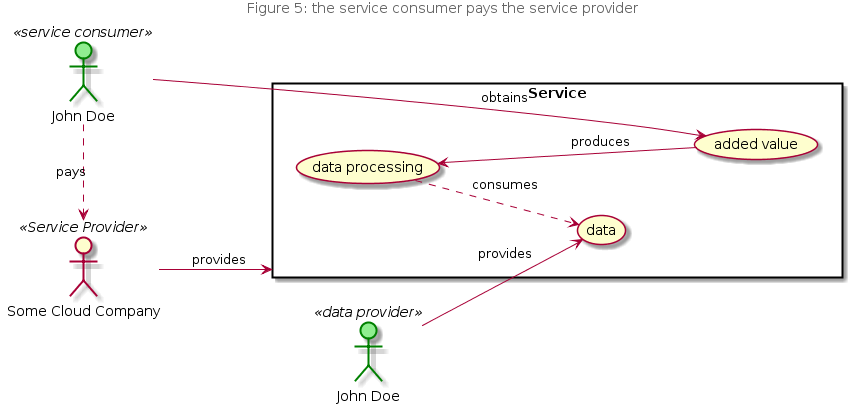 Figure 5: the service consumer pays the service provider
«service consumer»
John Doe
pays
«Service Provider»
Some Cloud Company
provides
Service
obtains
added value
produces
data processing
consumes
data
provides
«data provider»
John Doe